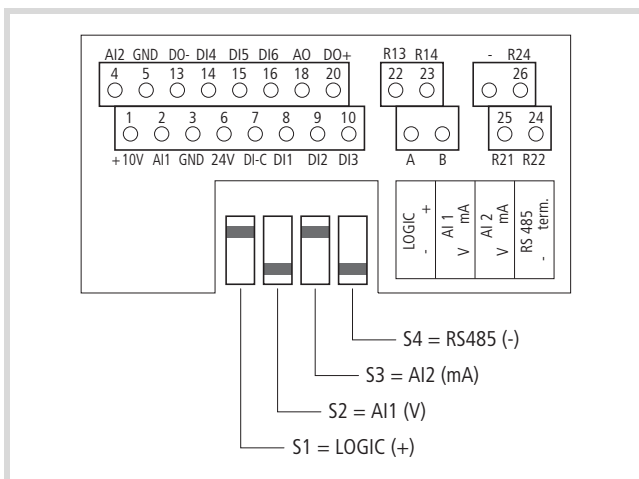 AI2 GND DO- DI4 DI5 DI6 AO DO+
4 5 13 14 15 16 18 20
1 2 3 6 7 8 9 10
+10V AI1 GND 24V DI-C DI1 DI2 DI3
R13 R14
22 23
A B
- R24
26
25 24
R21 R22
LOGIC
- +
AI 1
V mA
AI 2
V mA
RS 485
- term.
S4 = RS485 (-)
S3 = AI2 (mA)
S2 = AI1 (V)
S1 = LOGIC (+)